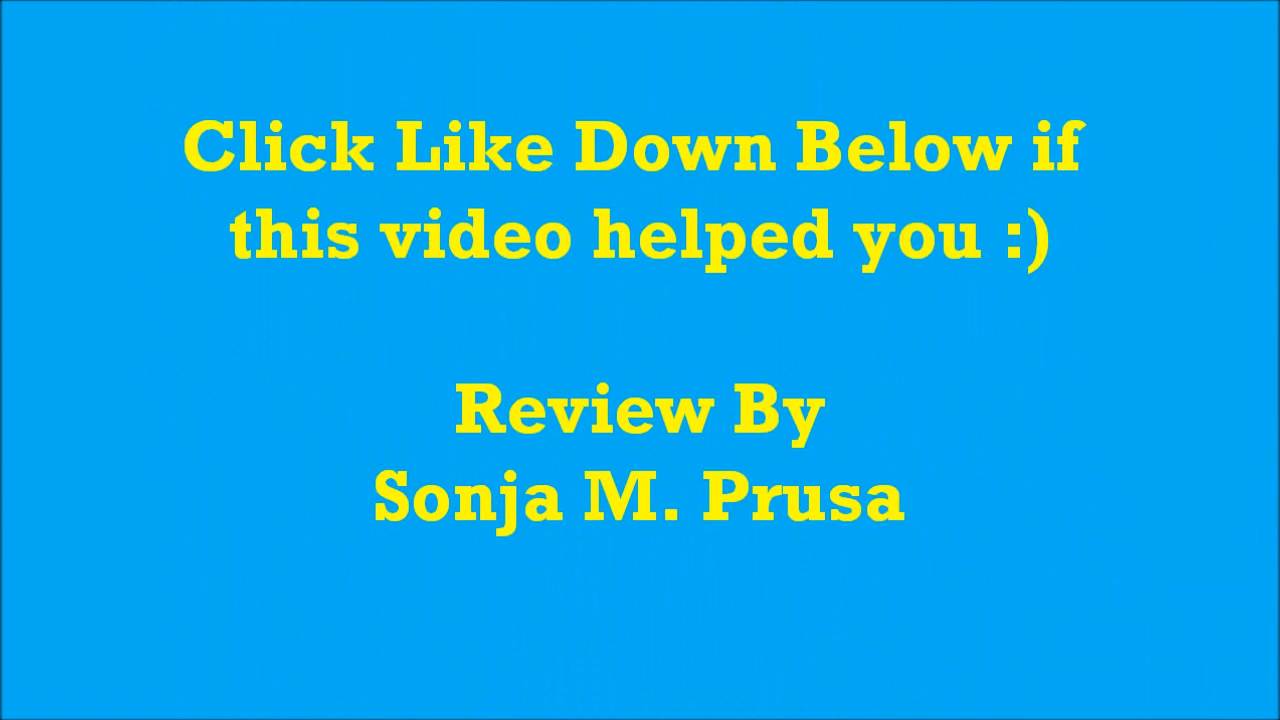 Click Like Down Below if
this video helped you :)
Review By
Sonja M. Prusa